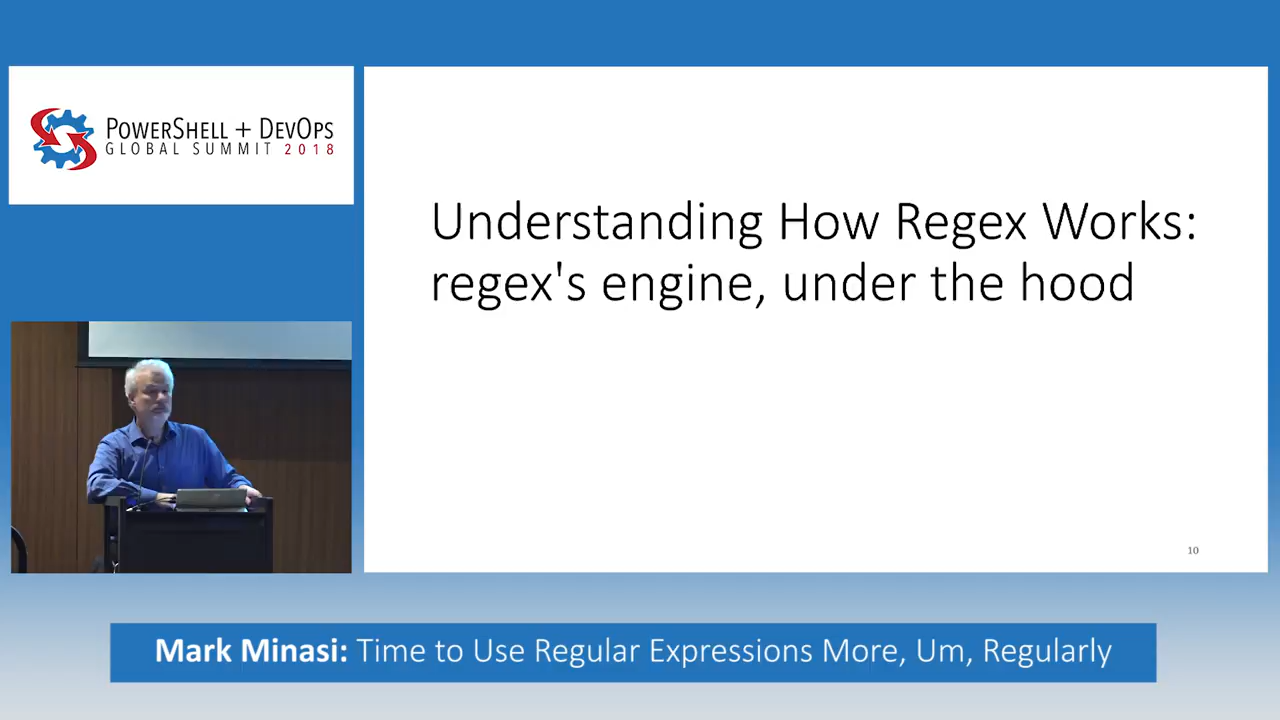 POWERSHELL + DEVOPS
GLOBAL SUMMIT 2018
Understanding How Regex Works:
regex's engine, under the hood
10
Mark Minasi: Time to Use Regular Expressions More, Um, Regularly